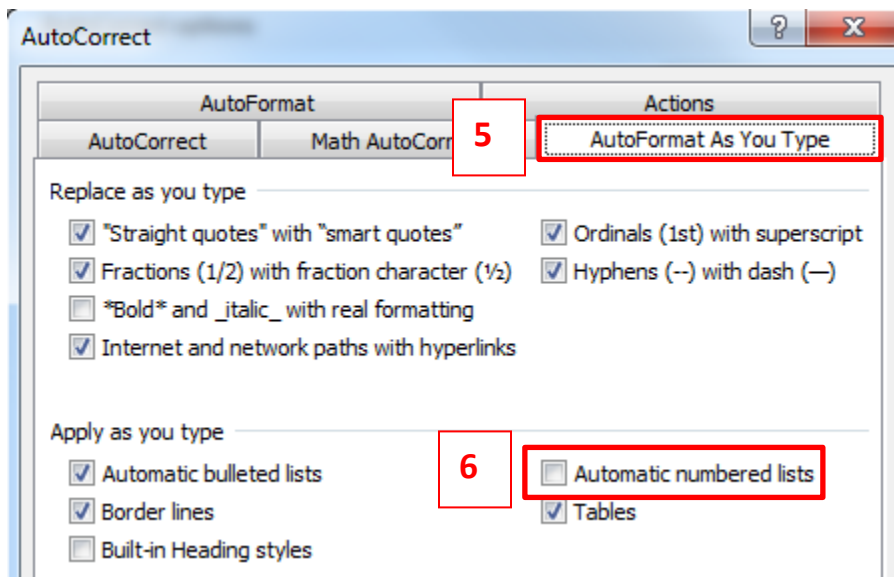 AutoCorrect
AutoFormat
Actions
AutoCorrect
Math AutoCorr
5
AutoFormat As You Type
Replace as you type
"Straight quotes" with “smart quotes”
Ordinals (1st) with superscript
Fractions (1/2) with fraction character (½)
Hyphens (--) with dash (—)
*Bold* and _italic_ with real formatting
Internet and network paths with hyperlinks
Apply as you type
6
Automatic bulleted lists
Automatic numbered lists
Border lines
Tables
Built-in Heading styles